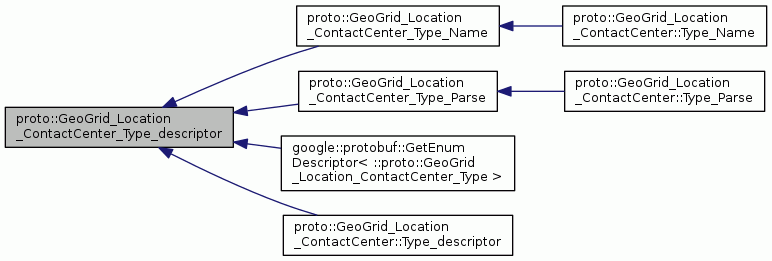 proto::GeoGrid_Location
_ContactCenter_Type_Name
proto::GeoGrid_Location
_ContactCenter::Type_Name
proto::GeoGrid_Location
_ContactCenter_Type_Parse
proto::GeoGrid_Location
_ContactCenter::Type_Parse
proto::GeoGrid_Location
_ContactCenter_Type_descriptor
google::protobuf::GetEnum
Descriptor< ::proto::GeoGrid
_Location_ContactCenter_Type >
proto::GeoGrid_Location
_ContactCenter::Type_descriptor